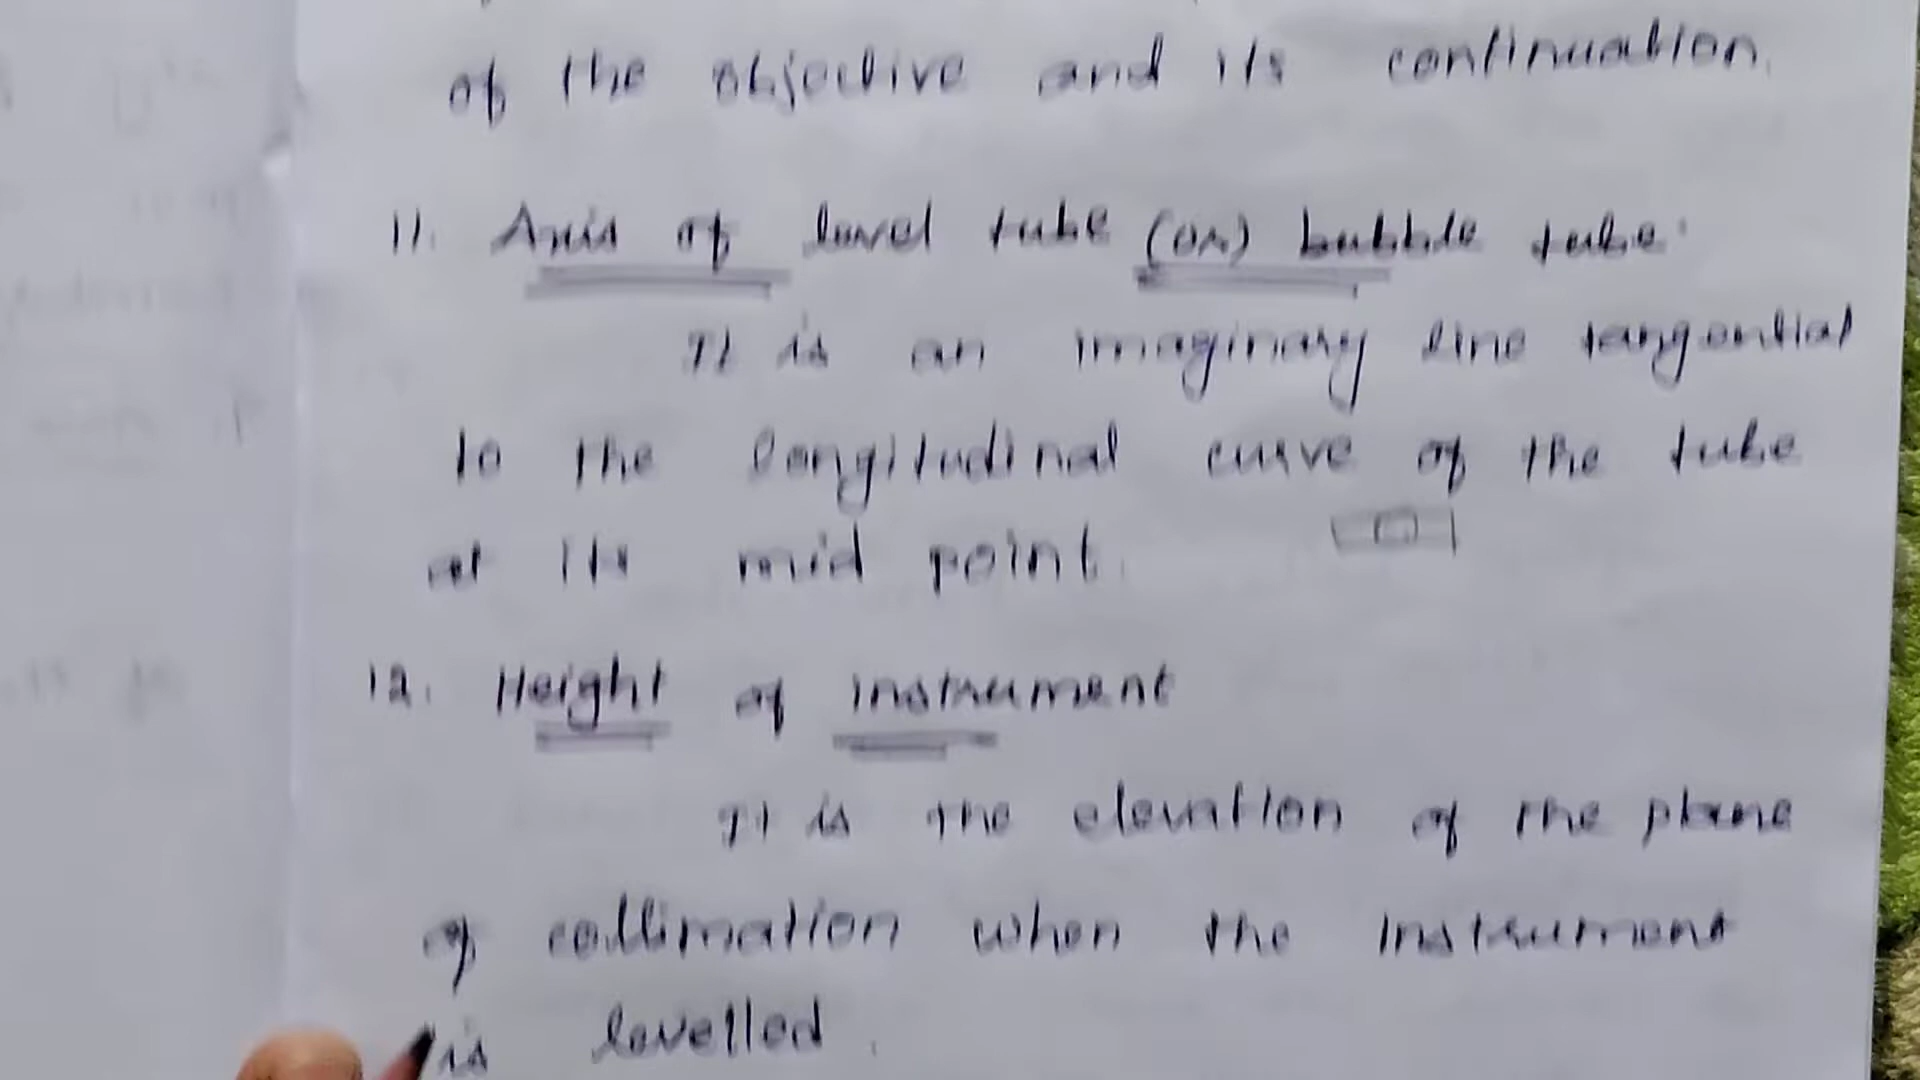 of the objective and its continuation.
11. Axis of level tube (or) bubble tube:
It is an imaginary line tangential
to the longitudinal curve of the tube
at its mid point.
12. Height of instrument
It is the elevation of the plane
of collimation when the instrument
is levelled.